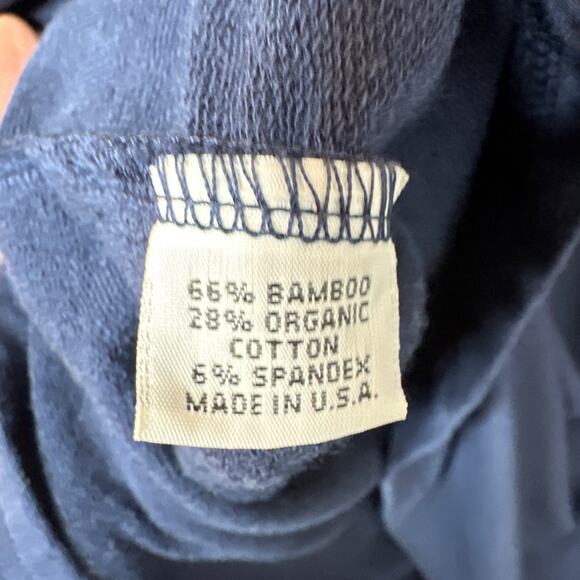 66% BAMBOO
28% ORGANIC
COTTON
6% SPANDEX
MADE IN U.S.A.